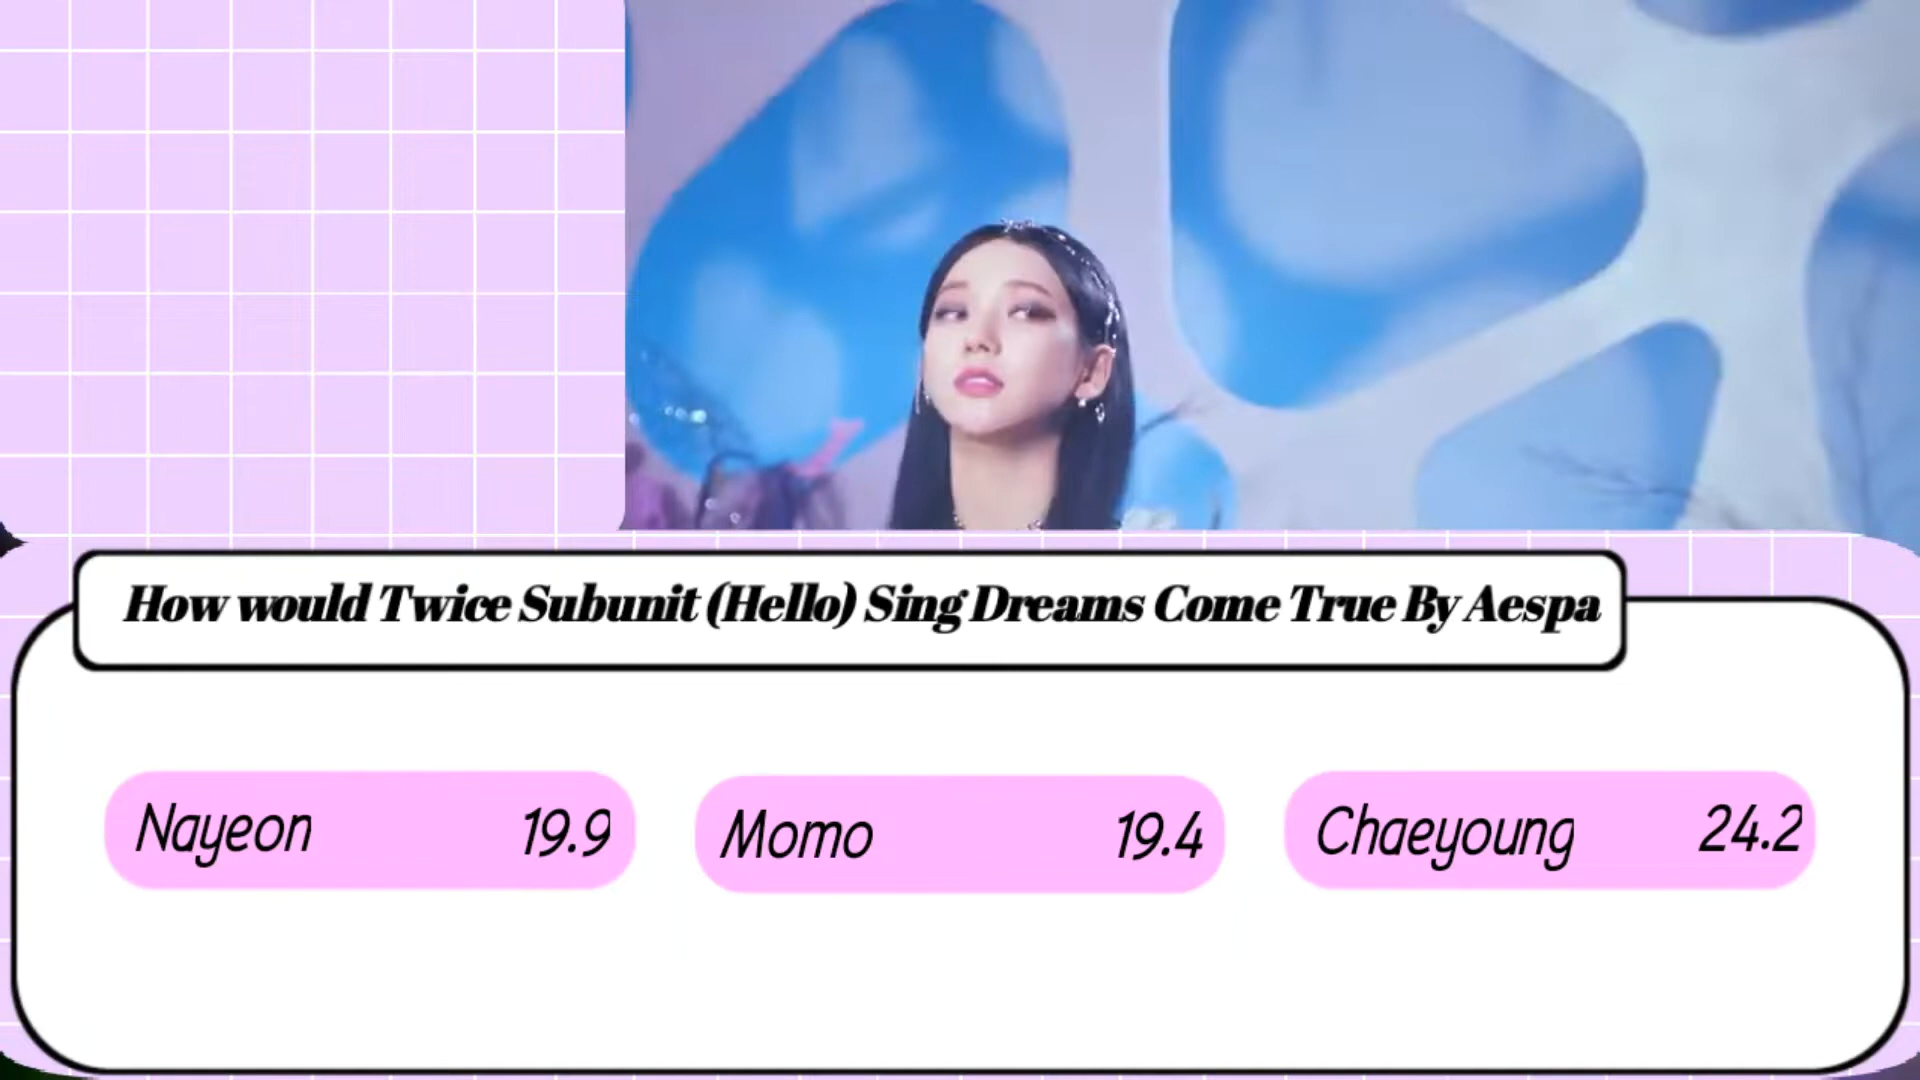 How would Twice Subunit (Hello) Sing Dreams Come True By Aespa
Nayeon 19.9
Momo 19.4
Chaeyoung 24.2